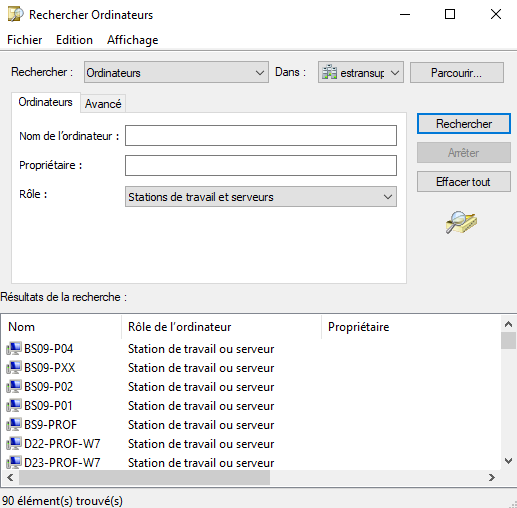 Rechercher Ordinateurs
Fichier Edition Affichage
Rechercher : Ordinateurs Dans : estransup Parcourir...
Ordinateurs Avancé
Rechercher
Nom de l'ordinateur :
Arrêter
Propriétaire :
Effacer tout
Rôle : Stations de travail et serveurs
Résultats de la recherche :
Nom Rôle de l'ordinateur Propriétaire
BS09-P04 Station de travail ou serveur
BS09-PXX Station de travail ou serveur
BS09-P02 Station de travail ou serveur
BS09-P01 Station de travail ou serveur
BS9-PROF Station de travail ou serveur
D22-PROF-W7 Station de travail ou serveur
D23-PROF-W7 Station de travail ou serveur
90 élément(s) trouvé(s)